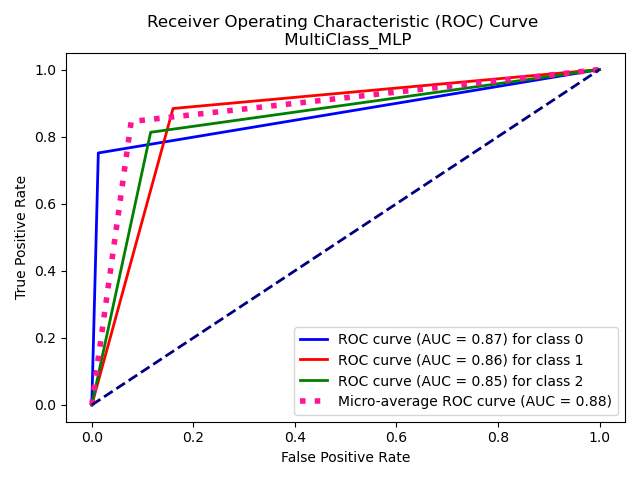 Receiver Operating Characteristic (ROC) Curve
MultiClass_MLP
True Positive Rate
1.0
0.8
0.6
0.4
0.2
0.0
ROC curve (AUC = 0.87) for class 0
ROC curve (AUC = 0.86) for class 1
ROC curve (AUC = 0.85) for class 2
Micro-average ROC curve (AUC = 0.88)
0.0 0.2 0.4 0.6 0.8 1.0
False Positive Rate